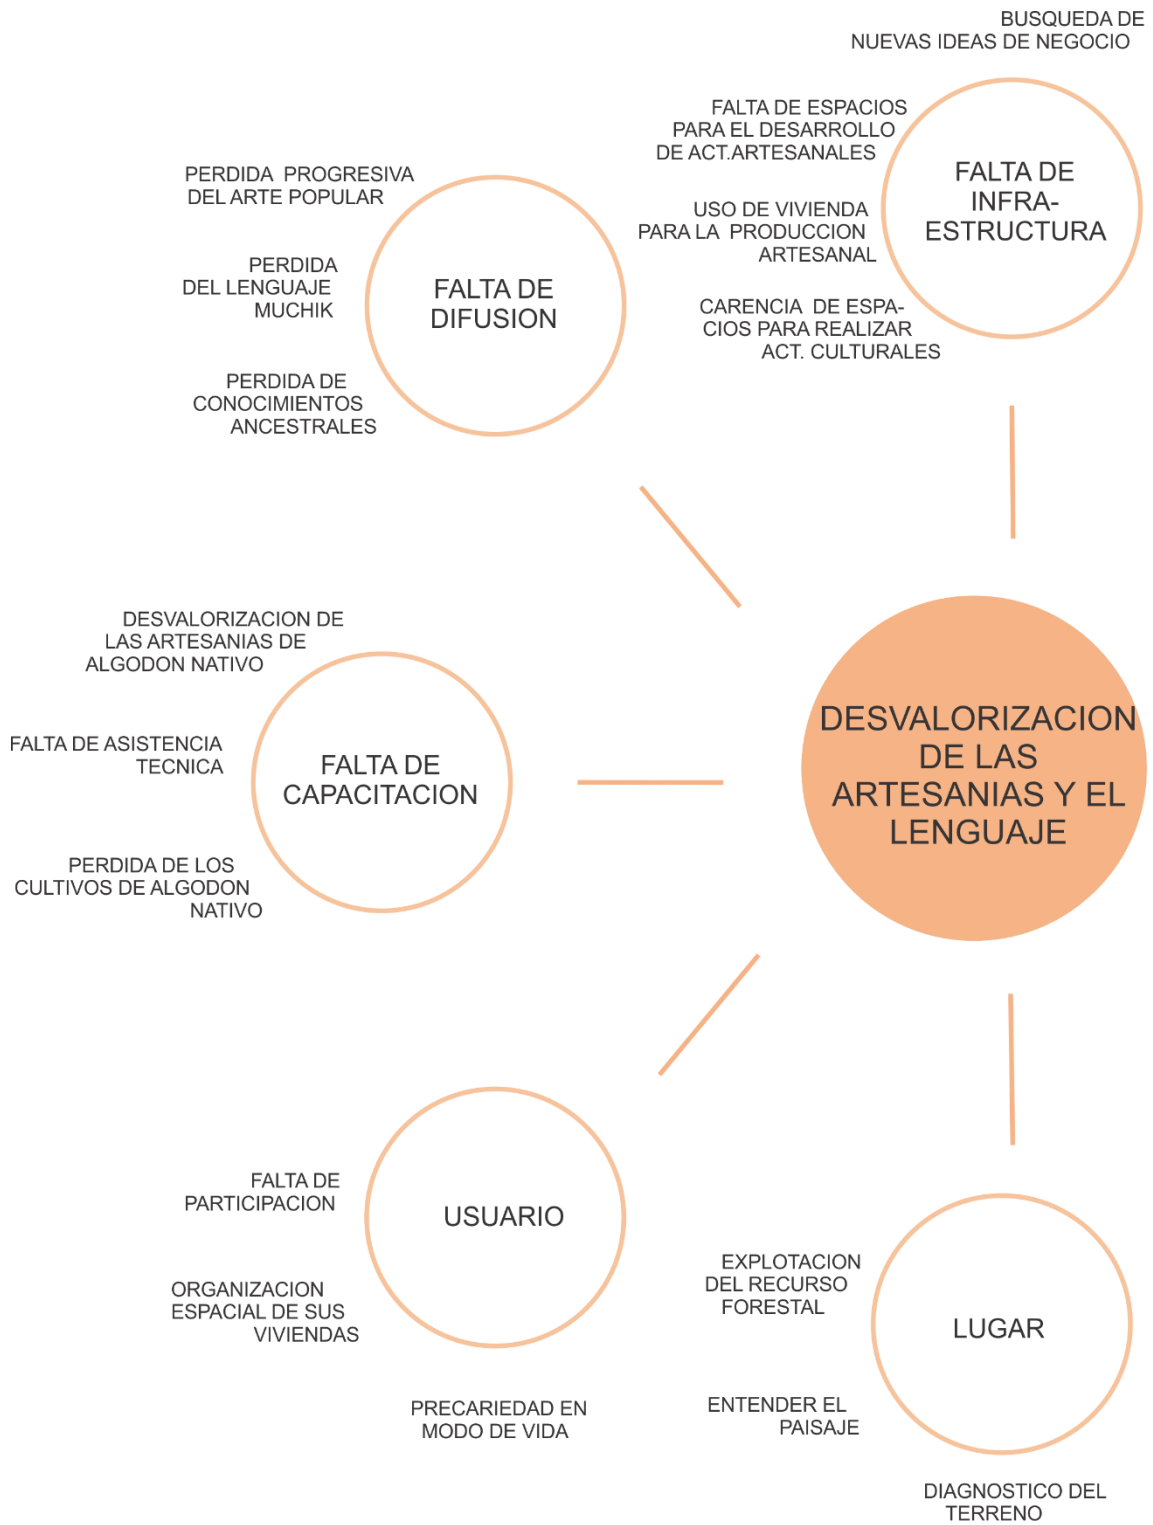 BUSQUEDA DE
NUEVAS IDEAS DE NEGOCIO
FALTA DE ESPACIOS
PARA EL DESARROLLO
DE ACT.ARTESANALES
USO DE VIVIENDA
PARA LA PRODUCCION
ARTESANAL
CARENCIA DE ESPA-
CIOS PARA REALIZAR
ACT. CULTURALES
FALTA DE
INFRA-
ESTRUCTURA
PERDIDA PROGRESIVA
DEL ARTE POPULAR
PERDIDA
DEL LENGUAJE
MUCHIK
PERDIDA DE
CONOCIMIENTOS
ANCESTRALES
FALTA DE
DIFUSION
DESVALORIZACION DE
LAS ARTESANIAS DE
ALGODON NATIVO
FALTA DE ASISTENCIA
TECNICA
PERDIDA DE LOS
CULTIVOS DE ALGODON
NATIVO
FALTA DE
CAPACITACION
DESVALORIZACION
DE LAS
ARTESANIAS Y EL
LENGUAJE
FALTA DE
PARTICIPACION
ORGANIZACION
ESPACIAL DE SUS
VIVIENDAS
PRECARIEDAD EN
MODO DE VIDA
USUARIO
EXPLOTACION
DEL RECURSO
FORESTAL
ENTENDER EL
PAISAJE
DIAGNOSTICO DEL
TERRENO
LUGAR